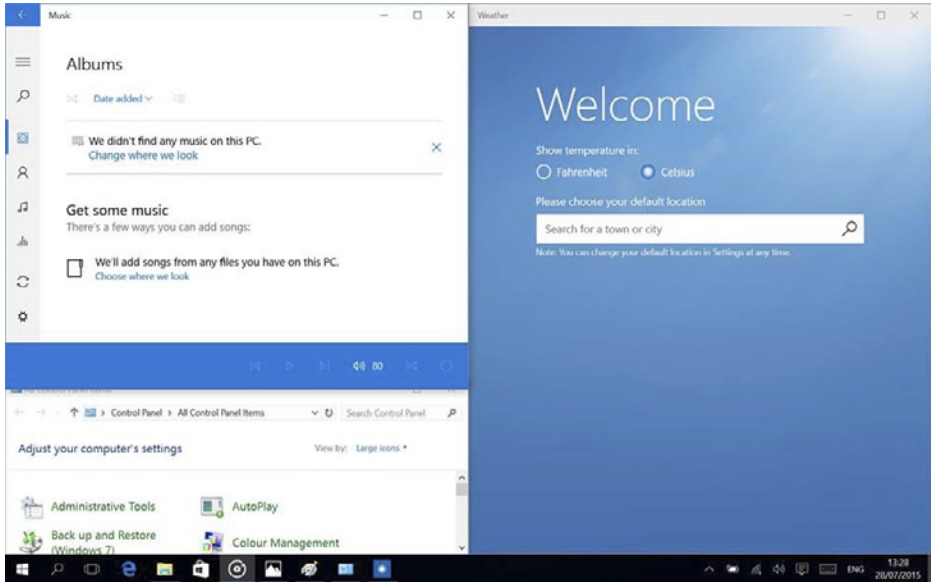 Music
Albums
Date added
We didn't find any music on this PC.
Change where we look
Get some music
There's a few ways you can add songs:
We'll add songs from any files you have on this PC.
Choose where we look
80
Weather
Welcome
Show temperature in:
Fahrenheit
Celsius
Please choose your default location
Search for a town or city
Note: You can change your default location in Settings at any time.
All Control Panel Items
Control Panel > All Control Panel Items
Search Control Panel
Adjust your computer's settings
View by: Large icons
Administrative Tools
AutoPlay
Back up and Restore
(Windows 7)
Colour Management
ENG
13:28
28/07/2015